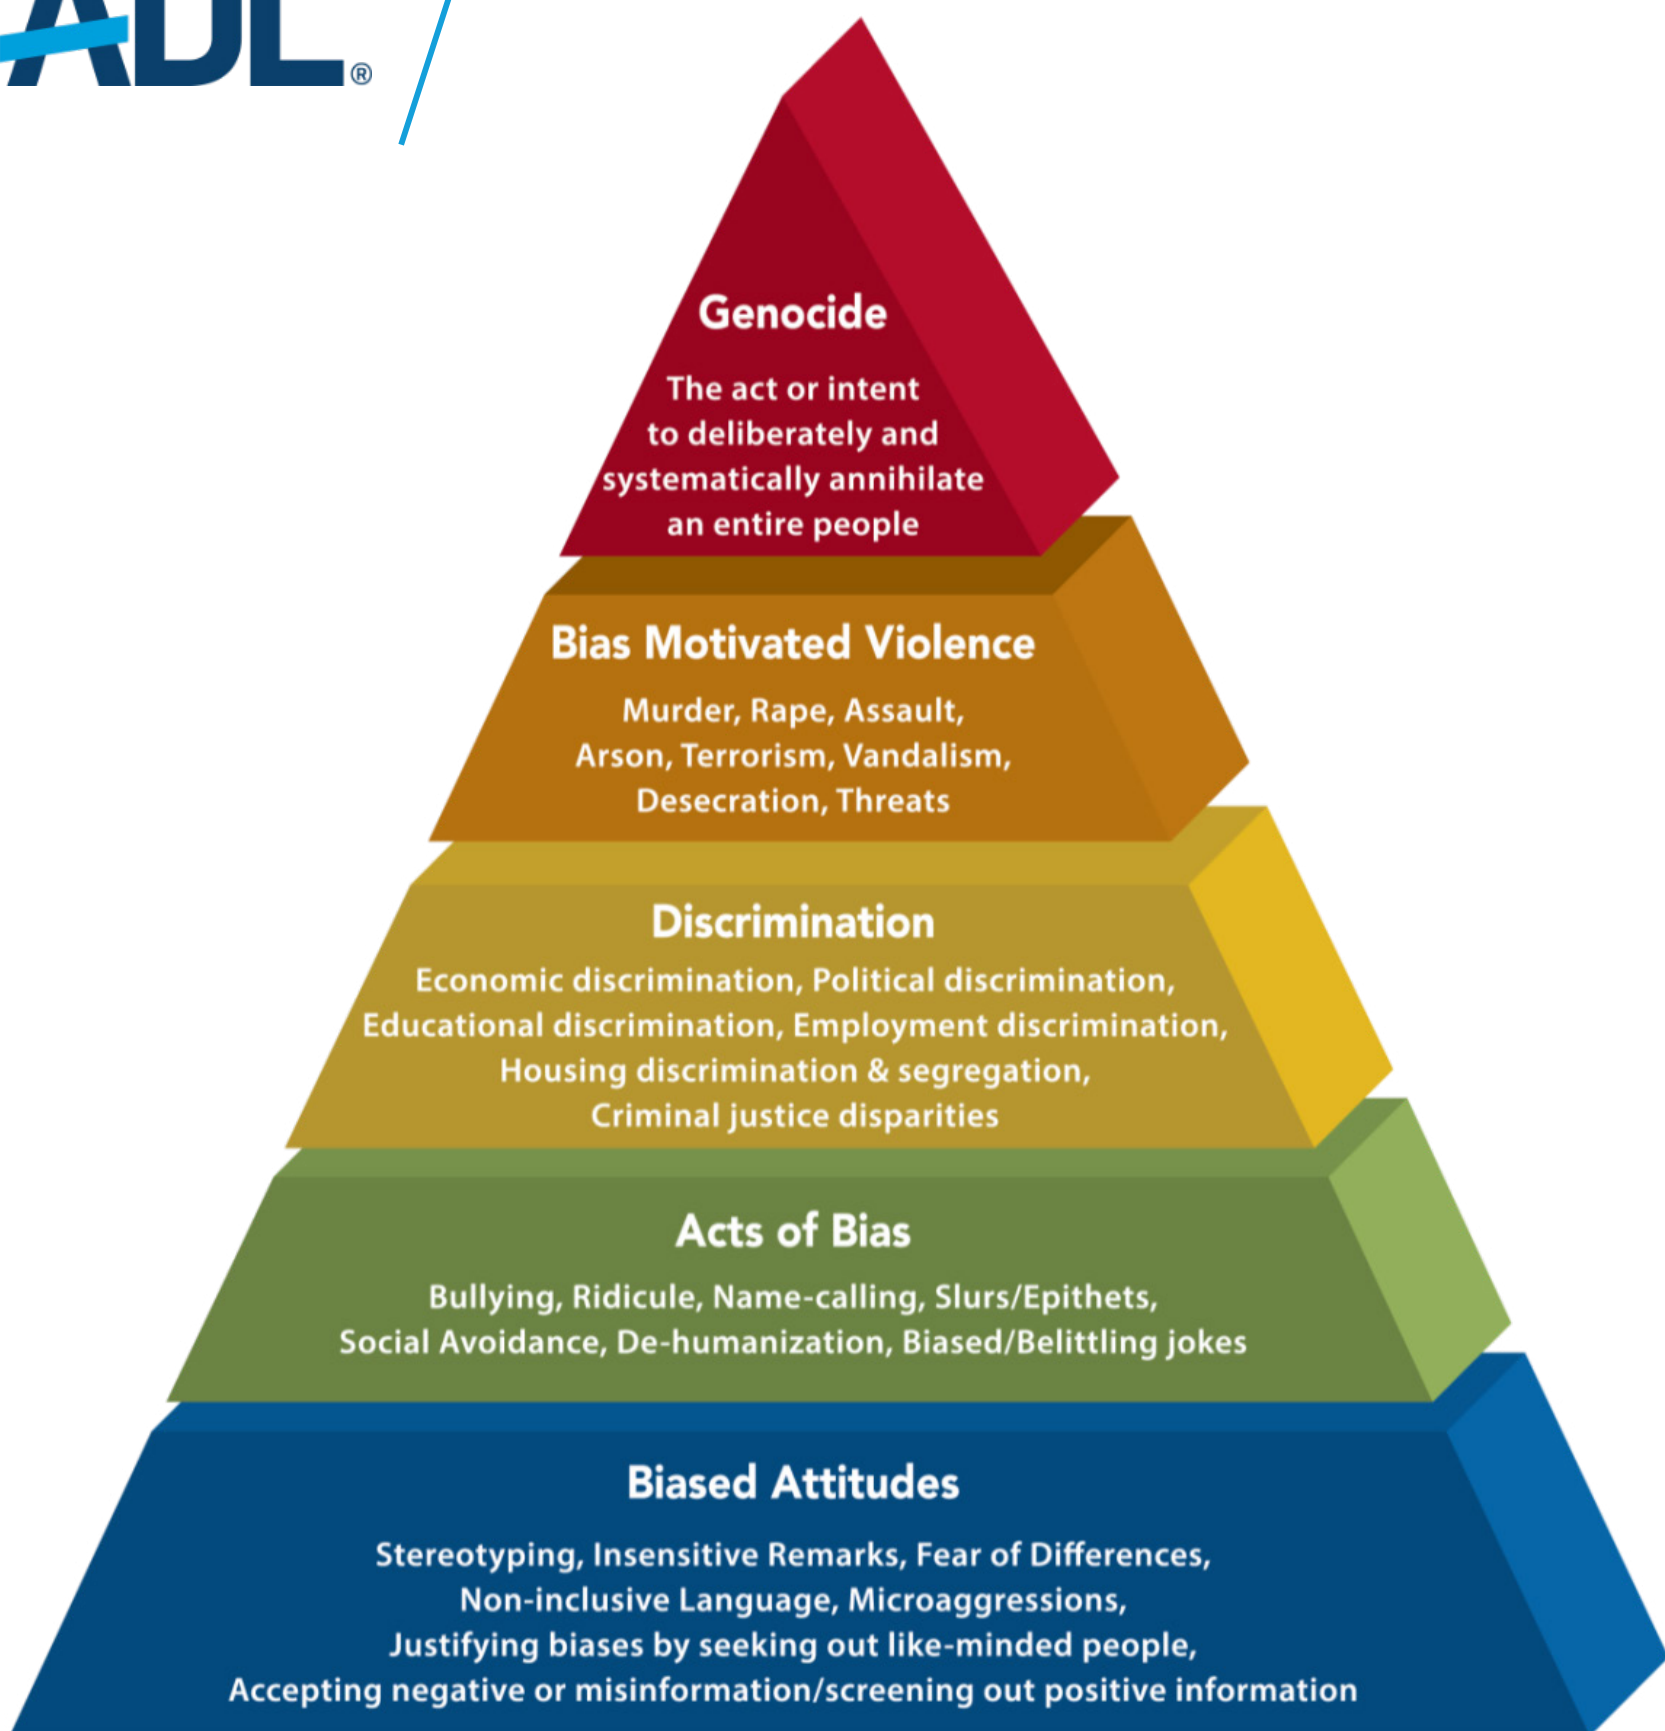 ADL®
Genocide
The act or intent
to deliberately and
systematically annihilate
an entire people
Bias Motivated Violence
Murder, Rape, Assault,
Arson, Terrorism, Vandalism,
Desecration, Threats
Discrimination
Economic discrimination, Political discrimination,
Educational discrimination, Employment discrimination,
Housing discrimination & segregation,
Criminal justice disparities
Acts of Bias
Bullying, Ridicule, Name-calling, Slurs/Epithets,
Social Avoidance, De-humanization, Biased/Belittling jokes
Biased Attitudes
Stereotyping, Insensitive Remarks, Fear of Differences,
Non-inclusive Language, Microaggressions,
Justifying biases by seeking out like-minded people,
Accepting negative or misinformation/screening out positive information